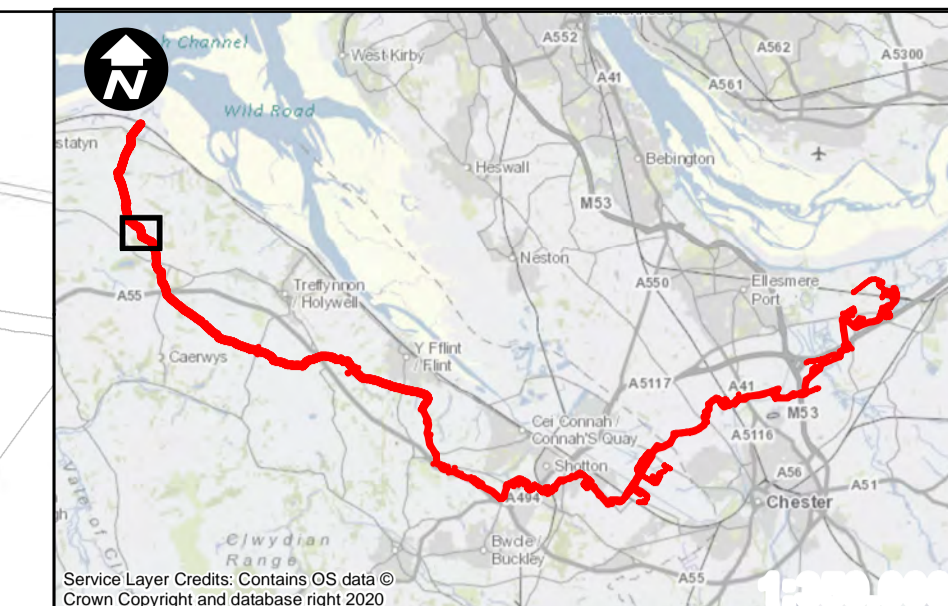 N
Channel
West Kirby
A552
A562
A5300
A41
A561
Wild Road
statyn
Heswall
Bebington
M53
Neston
A550
Ellesmere
Port
A55
Treffynnon
/ Holywell
Caerwys
Y Fflint
/ Flint
A5117
A41
M53
Cei Connah /
Connah'S Quay
A5116
Shotton
A56
A51
A494
Chester
Clwydian
Range
Buckley
A55
Service Layer Credits: Contains OS data ©
Crown Copyright and database right 2020